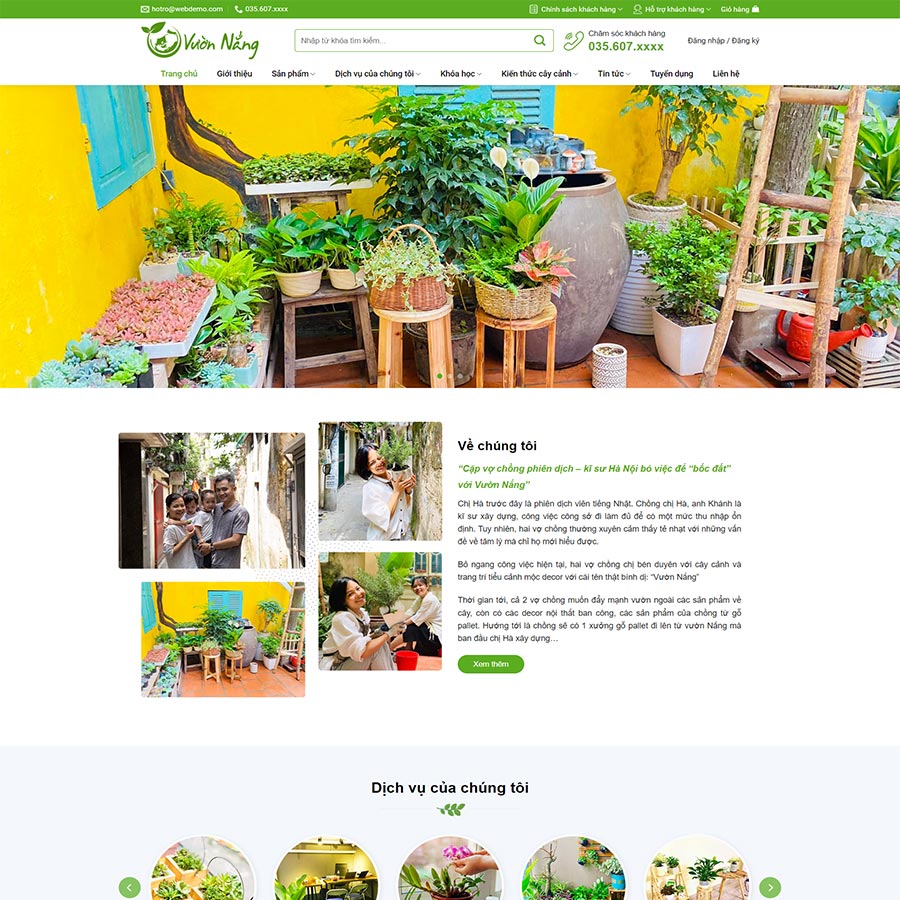 hotro@webdemo.com 035.607.xxxx Chính sách khách hàng Hỗ trợ khách hàng Giỏ hàng
Vườn Nắng
Nhập từ khóa tìm kiếm...
Chăm sóc khách hàng
035.607.xxxx
Đăng nhập / Đăng ký
Trang chủ Giới thiệu Sản phẩm Dịch vụ của chúng tôi Khóa học Kiến thức cây cảnh Tin tức Tuyển dụng Liên hệ
Về chúng tôi
“Cặp vợ chồng phiên dịch – kĩ sư Hà Nội bỏ việc để “bốc đất”
với Vườn Nắng”
Chị Hà trước đây là phiên dịch viên tiếng Nhật. Chồng chị Hà, anh Khánh là
kĩ sư xây dựng, công việc công sở đi làm đủ để có một mức thu nhập ổn
định. Tuy nhiên, hai vợ chồng thường xuyên cảm thấy tẻ nhạt với những vấn
đề về tâm lý mà chỉ họ mới hiểu được.
Bỏ ngang công việc hiện tại, hai vợ chồng chị bén duyên với cây cảnh và
trang trí tiểu cảnh mộc decor với cái tên thật bình dị: “Vườn Nắng”
Thời gian tới, cả 2 vợ chồng muốn đẩy mạnh vườn ngoài các sản phẩm về
cây, còn có các decor nội thất ban công, các sản phẩm của chồng từ gỗ
pallet. Hướng tới là chồng sẽ có 1 xưởng gỗ pallet đi lên từ vườn Nắng mà
ban đầu chị Hà xây dựng…
Xem thêm
Dịch vụ của chúng tôi